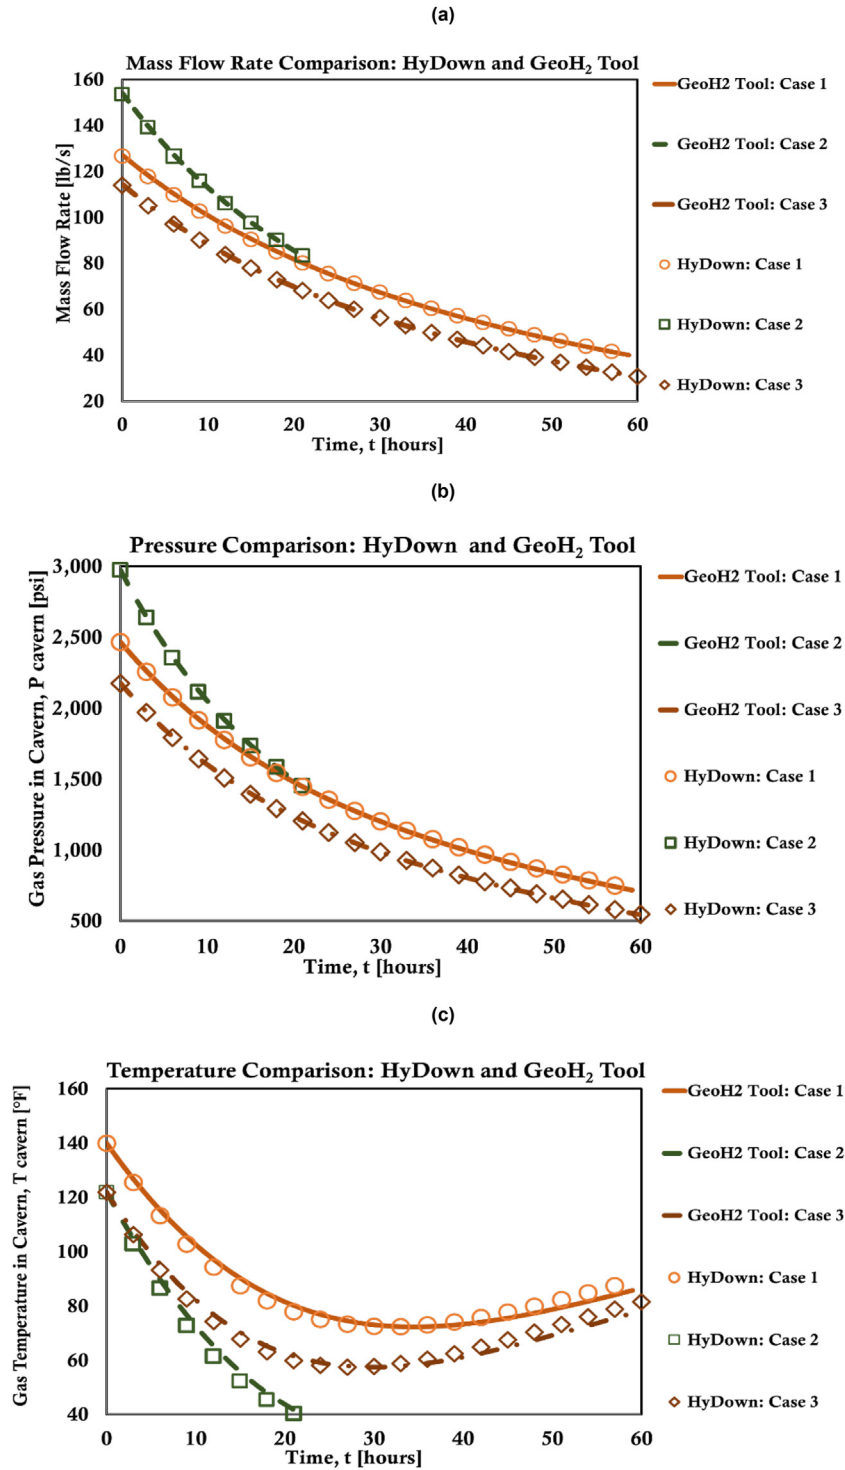 (a)
Mass Flow Rate Comparison: HyDown and GeoH₂ Tool
160
140
120
100
80
60
40
20
Mass Flow Rate [lb/s]
0 10 20 30 40 50 60
Time, t [hours]
GeoH2 Tool: Case 1
GeoH2 Tool: Case 2
GeoH2 Tool: Case 3
HyDown: Case 1
HyDown: Case 2
HyDown: Case 3
(b)
Pressure Comparison: HyDown and GeoH₂ Tool
3,000
2,500
2,000
1,500
1,000
500
Gas Pressure in Cavern, P cavern [psi]
0 10 20 30 40 50 60
Time, t [hours]
GeoH2 Tool: Case 1
GeoH2 Tool: Case 2
GeoH2 Tool: Case 3
HyDown: Case 1
HyDown: Case 2
HyDown: Case 3
(c)
Temperature Comparison: HyDown and GeoH₂ Tool
160
140
120
100
80
60
40
Gas Temperature in Cavern, T cavern [°F]
0 10 20 30 40 50 60
Time, t [hours]
GeoH2 Tool: Case 1
GeoH2 Tool: Case 2
GeoH2 Tool: Case 3
HyDown: Case 1
HyDown: Case 2
HyDown: Case 3